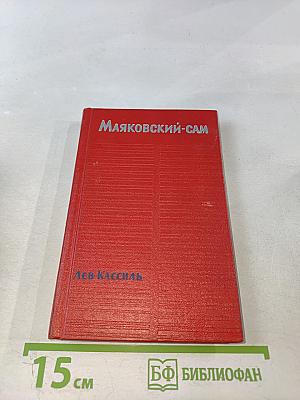 Маяковский-сам
Лев Кассиль
15 см
БФ БИБЛИОФАН